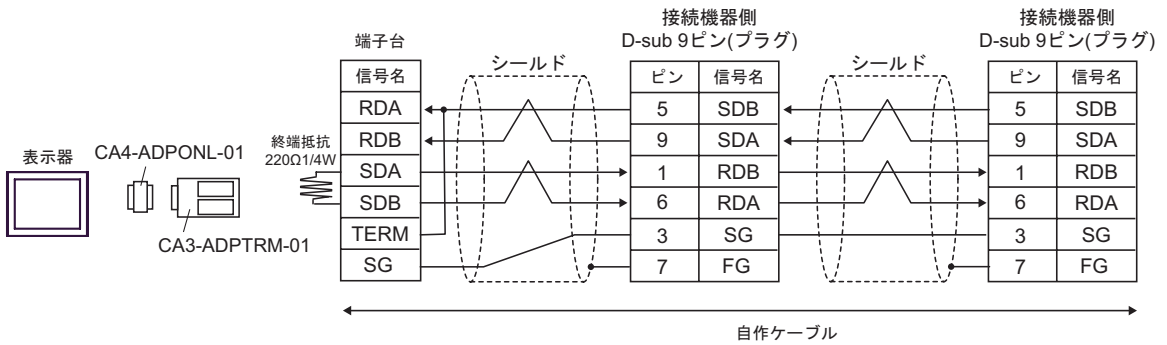 接続機器側
D-sub 9ピン(プラグ)
接続機器側
D-sub 9ピン(プラグ)
端子台
シールド
シールド
信号名
ピン 信号名
ピン 信号名
RDA 5 SDB 5 SDB
RDB 9 SDA 9 SDA
SDA 1 RDB 1 RDB
SDB 6 RDA 6 RDA
TERM 3 SG 3 SG
SG 7 FG 7 FG
終端抵抗
220Ω1/4W
表示器
CA4-ADPONL-01
CA3-ADPTRM-01
自作ケーブル